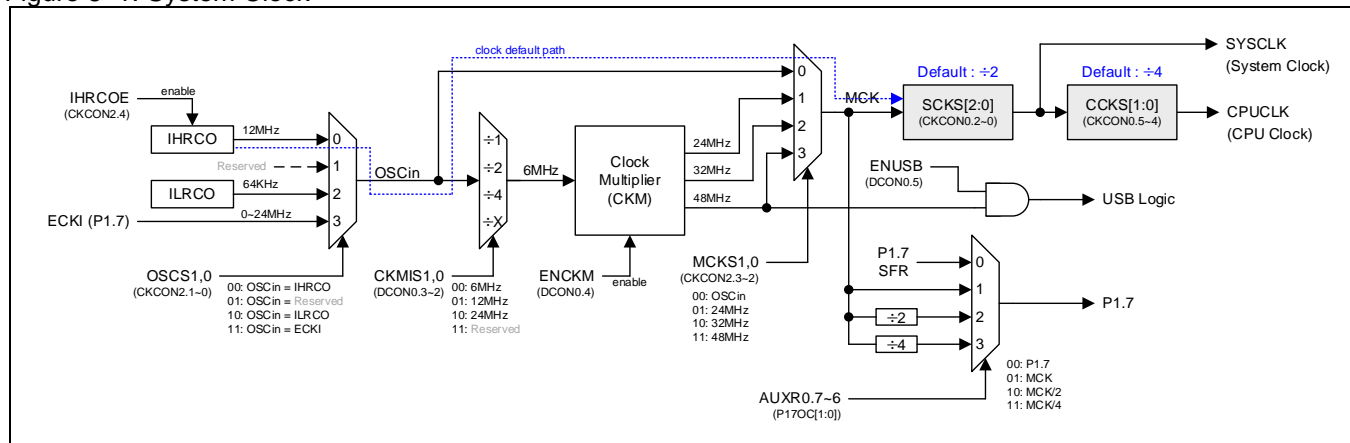 clock default path
IHRCOE
(CKCON2.4)
enable
IHRCO
12MHz
0
Reserved
1
ILRCO
64KHz
2
ECKI (P1.7)
0~24MHz
3
OSCin
OSCS1,0
(CKCON2.1~0)
00: OSCin = IHRCO
01: OSCin = Reserved
10: OSCin = ILRCO
11: OSCin = ECKI
÷1
÷2
÷4
÷X
6MHz
CKMIS1,0
(DCON0.3~2)
00: 6MHz
01: 12MHz
10: 24MHz
11: Reserved
Clock
Multiplier
(CKM)
ENCKM
(DCON0.4)
enable
24MHz
32MHz
48MHz
0
1
2
3
MCKS1,0
(CKCON2.3~2)
00: OSCin
01: 24MHz
10: 32MHz
11: 48MHz
MCK
Default : ÷2
SCKS[2:0]
(CKCON0.2~0)
Default : ÷4
CCKS[1:0]
(CKCON0.5~4)
SYSCLK
(System Clock)
CPUCLK
(CPU Clock)
ENUSB
(DCON0.5)
USB Logic
P1.7
SFR
0
1
÷2
2
÷4
3
P1.7
00: P1.7
01: MCK
10: MCK/2
11: MCK/4
AUXR0.7~6
(P17OC[1:0])